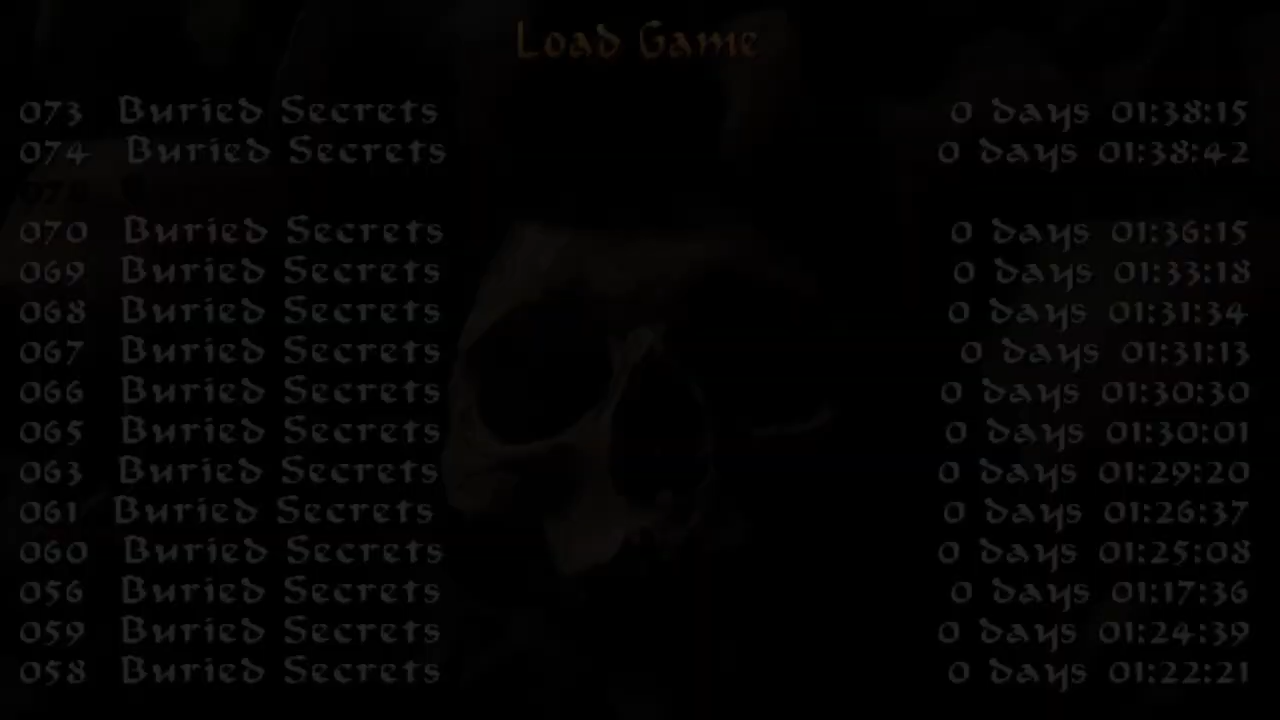 Load Game
073 Buried Secrets 0 days 01:38:15
074 Buried Secrets 0 days 01:38:42
070 Buried Secrets 0 days 01:36:15
069 Buried Secrets 0 days 01:33:18
068 Buried Secrets 0 days 01:31:34
067 Buried Secrets 0 days 01:31:13
066 Buried Secrets 0 days 01:30:30
065 Buried Secrets 0 days 01:30:01
063 Buried Secrets 0 days 01:29:20
061 Buried Secrets 0 days 01:26:37
060 Buried Secrets 0 days 01:25:08
056 Buried Secrets 0 days 01:17:36
059 Buried Secrets 0 days 01:24:39
058 Buried Secrets 0 days 01:22:21